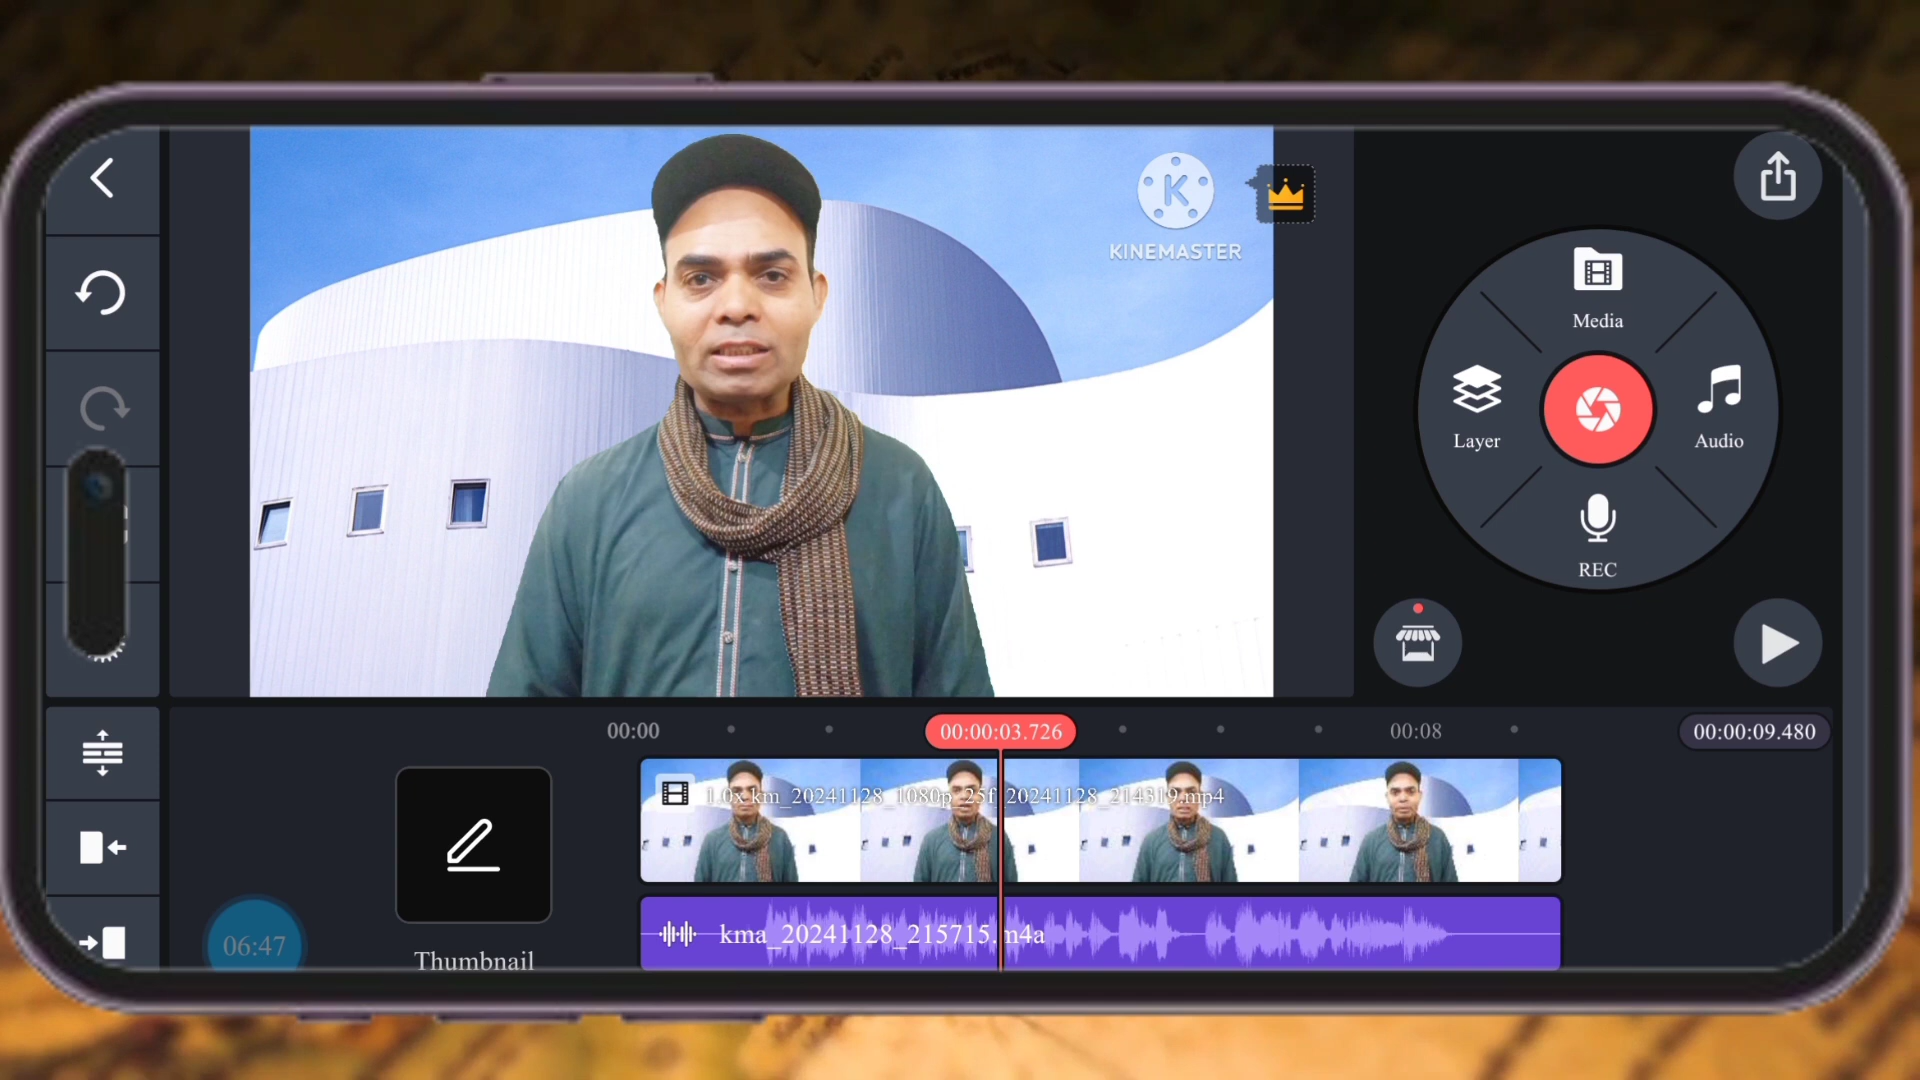 KINEMASTER
Media
Layer
Audio
REC
00:00
00:00:03.726
00:08
00:00:09.480
1.0x km_20241128_1080p_25f_20241128_214319.mp4
kma_20241128_215715.m4a
06:47
Thumbnail